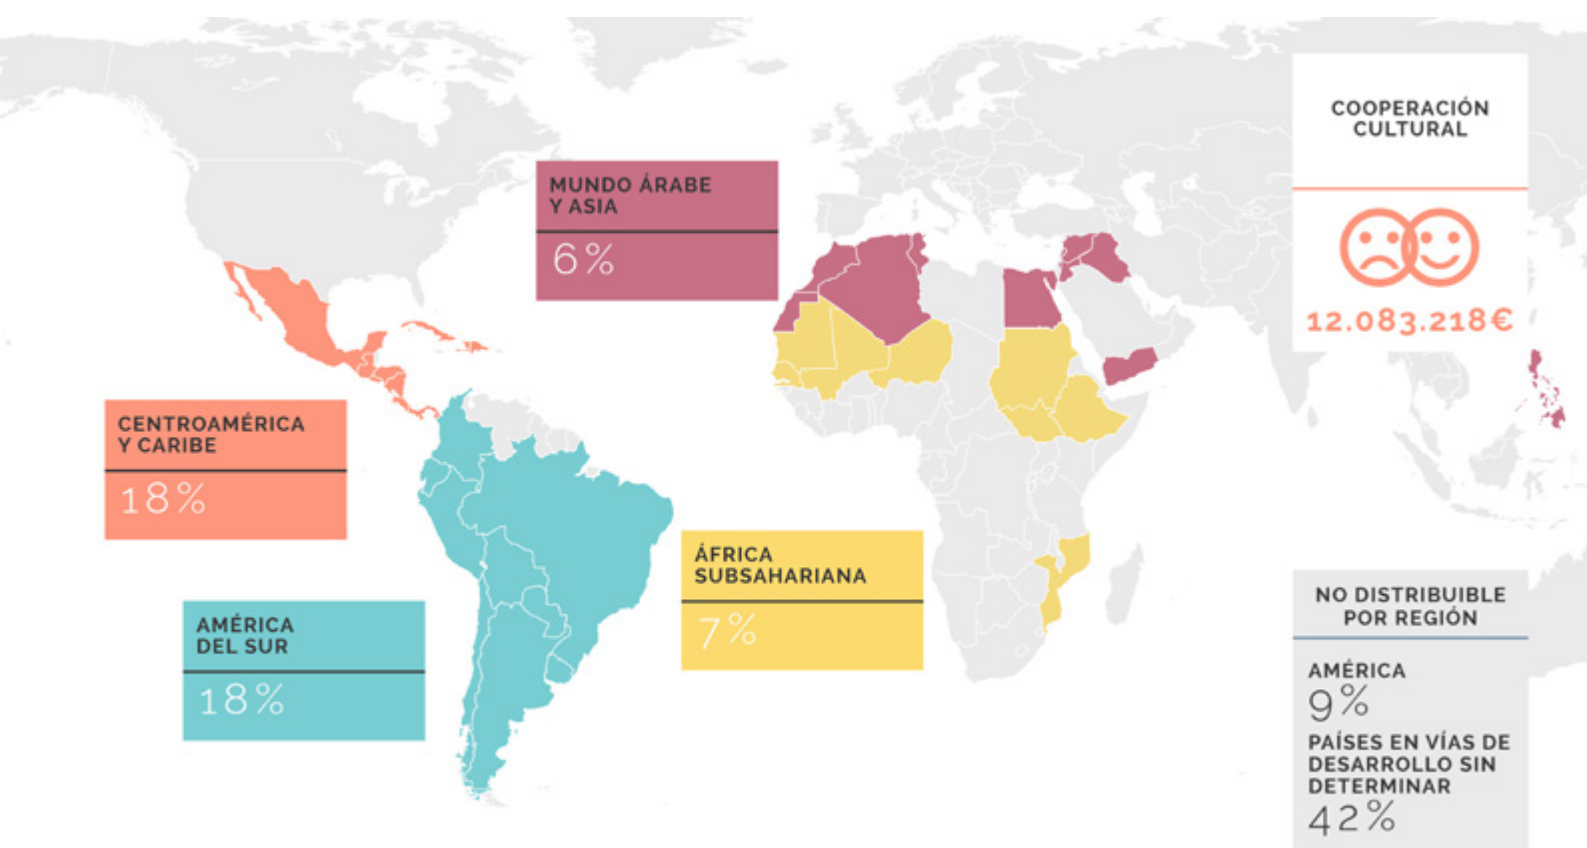 COOPERACIÓN
CULTURAL
12.083.218€
MUNDO ÁRABE
Y ASIA
6%
CENTROAMÉRICA
Y CARIBE
18%
AMÉRICA
DEL SUR
18%
ÁFRICA
SUBSAHARIANA
7%
NO DISTRIBUIBLE
POR REGIÓN
AMÉRICA
9%
PAÍSES EN VÍAS DE
DESARROLLO SIN
DETERMINAR
42%